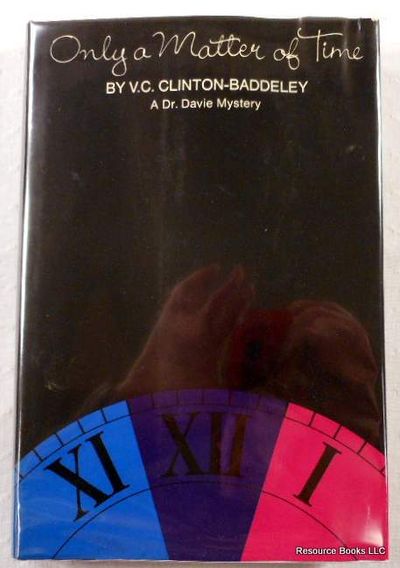 Only a Matter of Time
BY V.C. CLINTON-BADDELEY
A Dr. Davie Mystery
XI XII I
Resource Books LLC